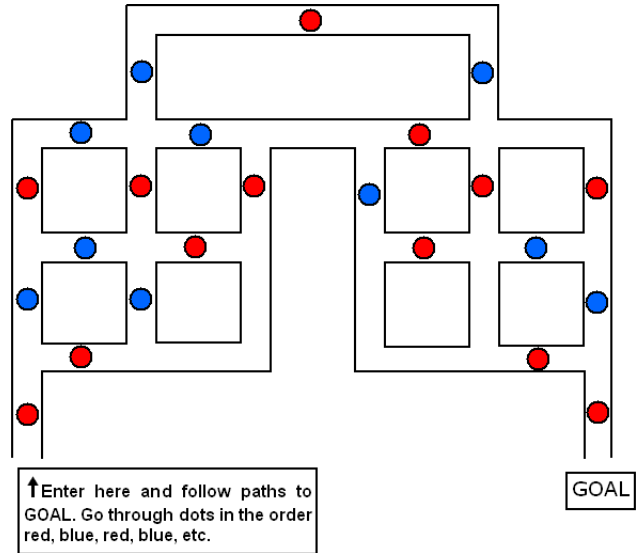 ↑Enter here and follow paths to
GOAL. Go through dots in the order
red, blue, red, blue, etc.
GOAL